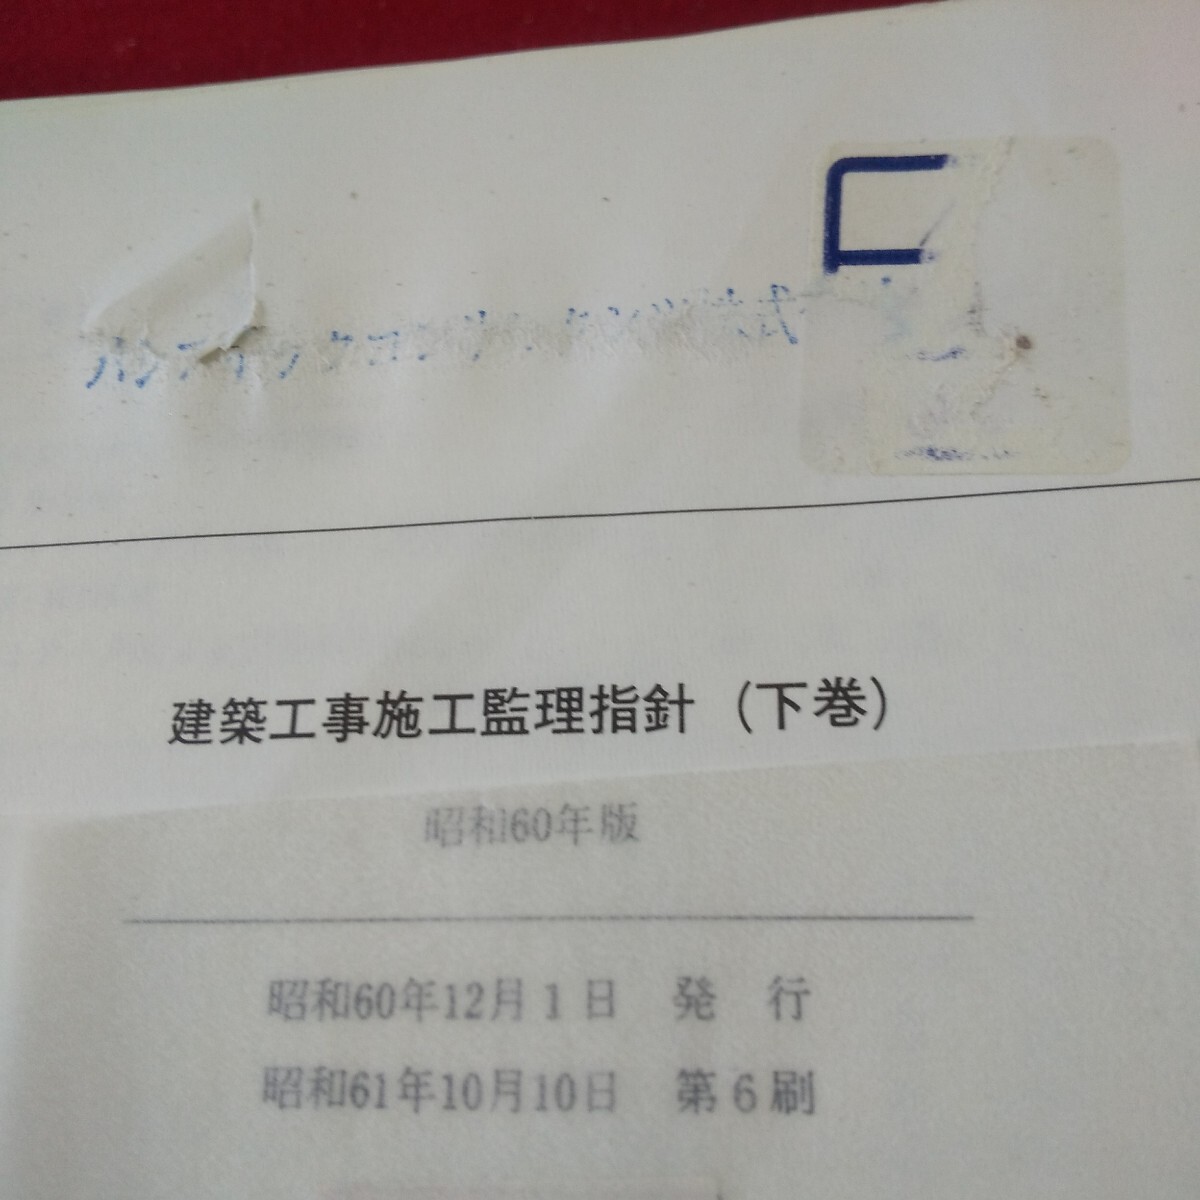 建築工事施工監理指針（下巻）
昭和60年版
昭和60年12月1日 発行
昭和61年10月10日 第6刷